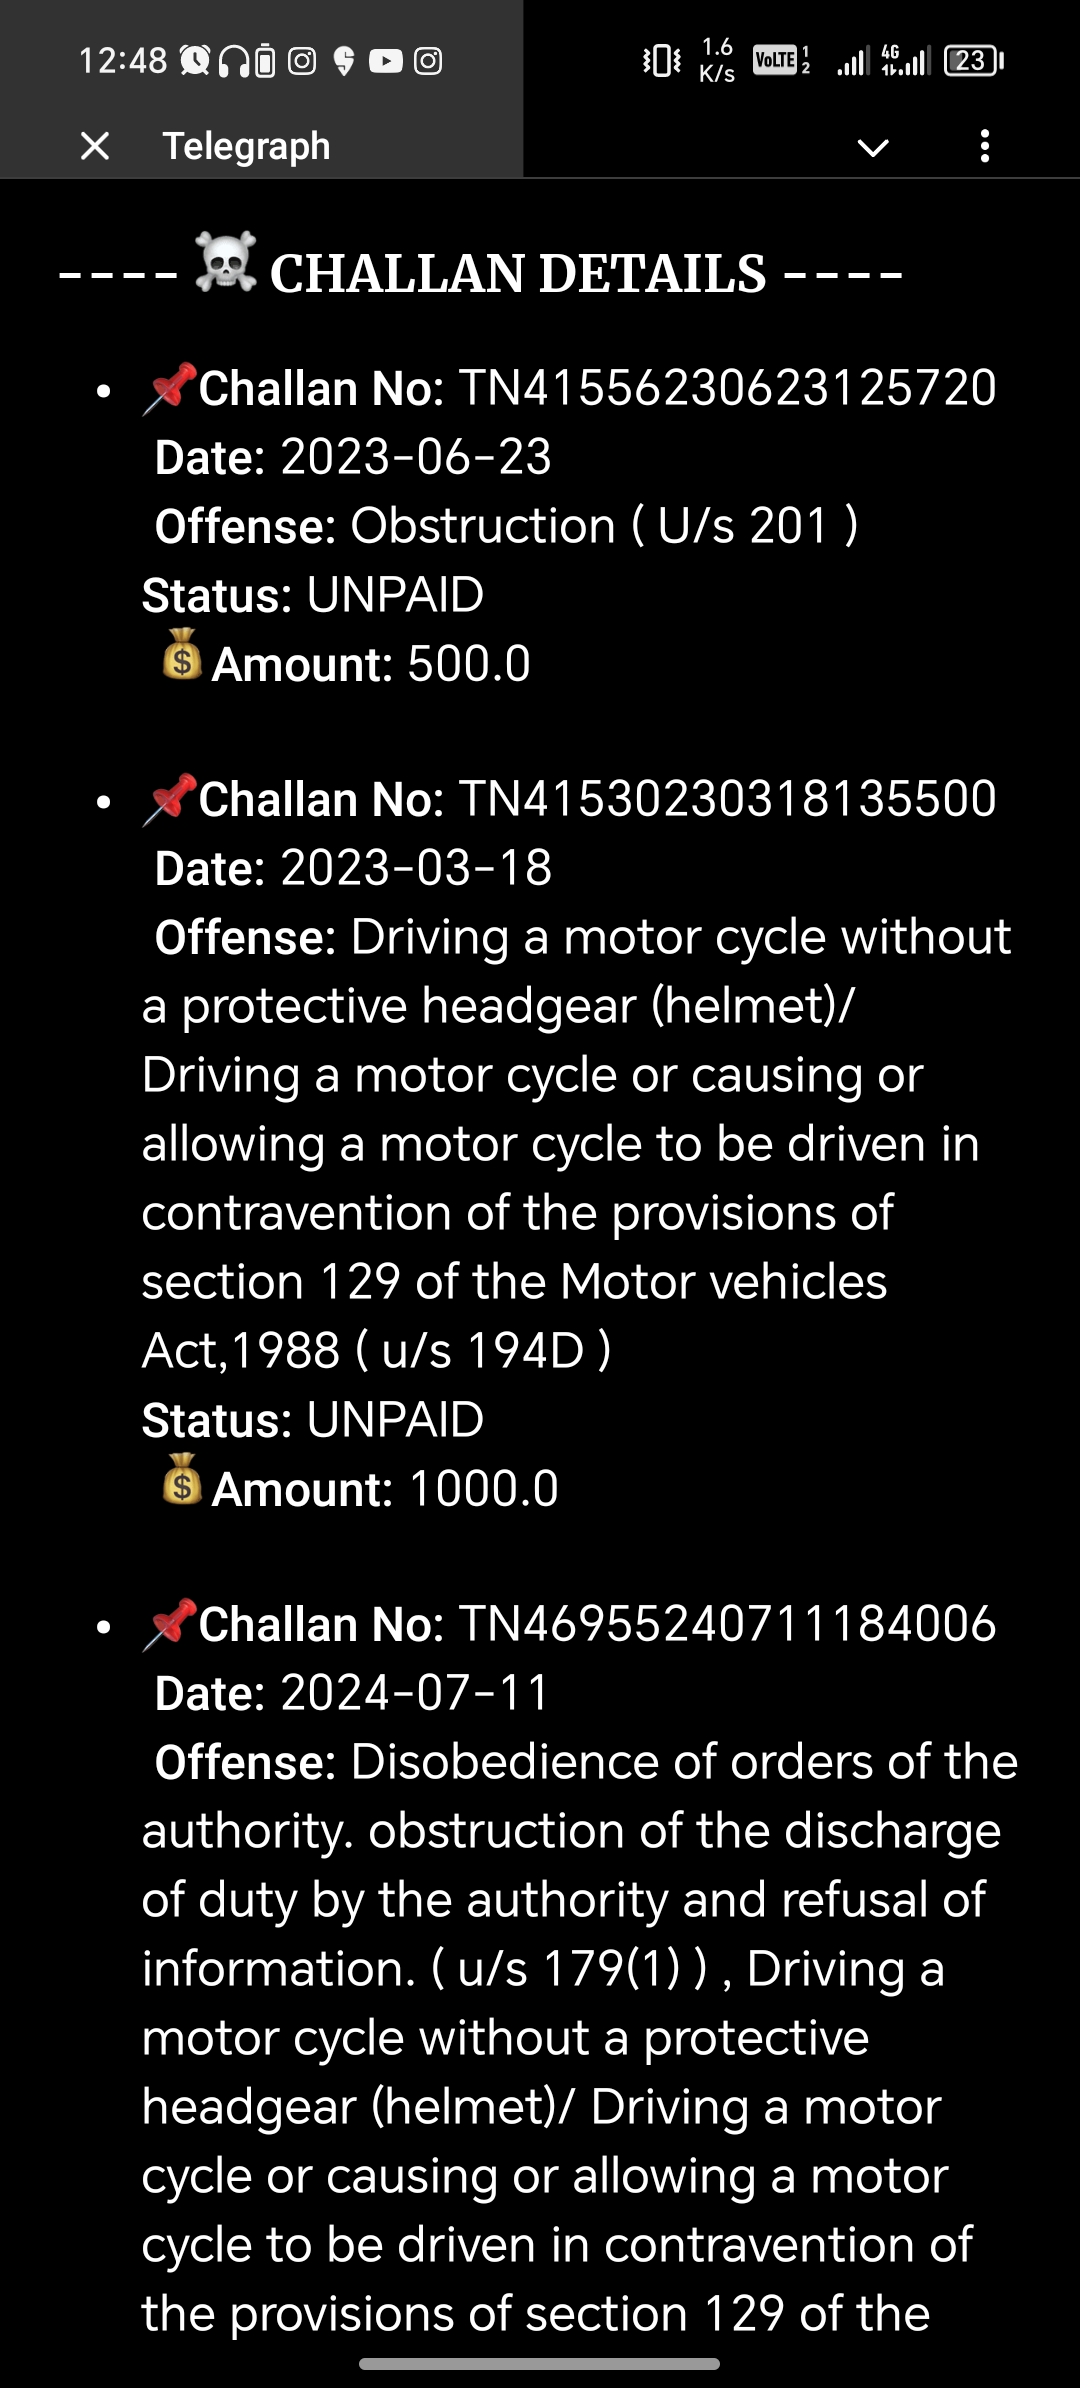 12:48 1.6 K/s VoLTE 1 2 4G 23
Telegraph
---- ☠️ CHALLAN DETAILS ----
• 📌Challan No: TN41556230623125720
Date: 2023-06-23
Offense: Obstruction ( U/s 201 )
Status: UNPAID
💰Amount: 500.0
• 📌Challan No: TN41530230318135500
Date: 2023-03-18
Offense: Driving a motor cycle without
a protective headgear (helmet)/
Driving a motor cycle or causing or
allowing a motor cycle to be driven in
contravention of the provisions of
section 129 of the Motor vehicles
Act,1988 ( u/s 194D )
Status: UNPAID
💰Amount: 1000.0
• 📌Challan No: TN46955240711184006
Date: 2024-07-11
Offense: Disobedience of orders of the
authority. obstruction of the discharge
of duty by the authority and refusal of
information. ( u/s 179(1) ) , Driving a
motor cycle without a protective
headgear (helmet)/ Driving a motor
cycle or causing or allowing a motor
cycle to be driven in contravention of
the provisions of section 129 of the